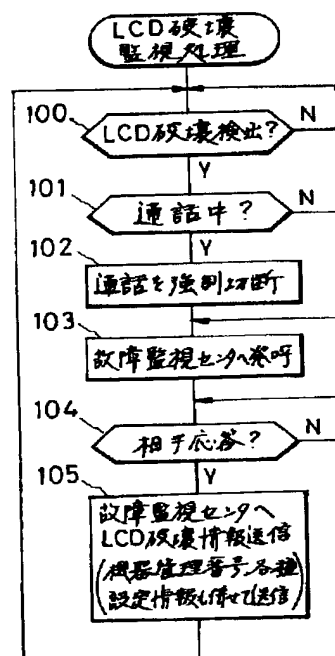 LCD破壊
監視処理
100
LCD破壊検出?
N
Y
101
通話中?
N
Y
102
通話を強制切断
103
故障監視センタへ発呼
104
相手応答?
N
Y
105
故障監視センタへ
LCD破壊情報送信
(機器管理番号,各種
設定情報も併せて送信)